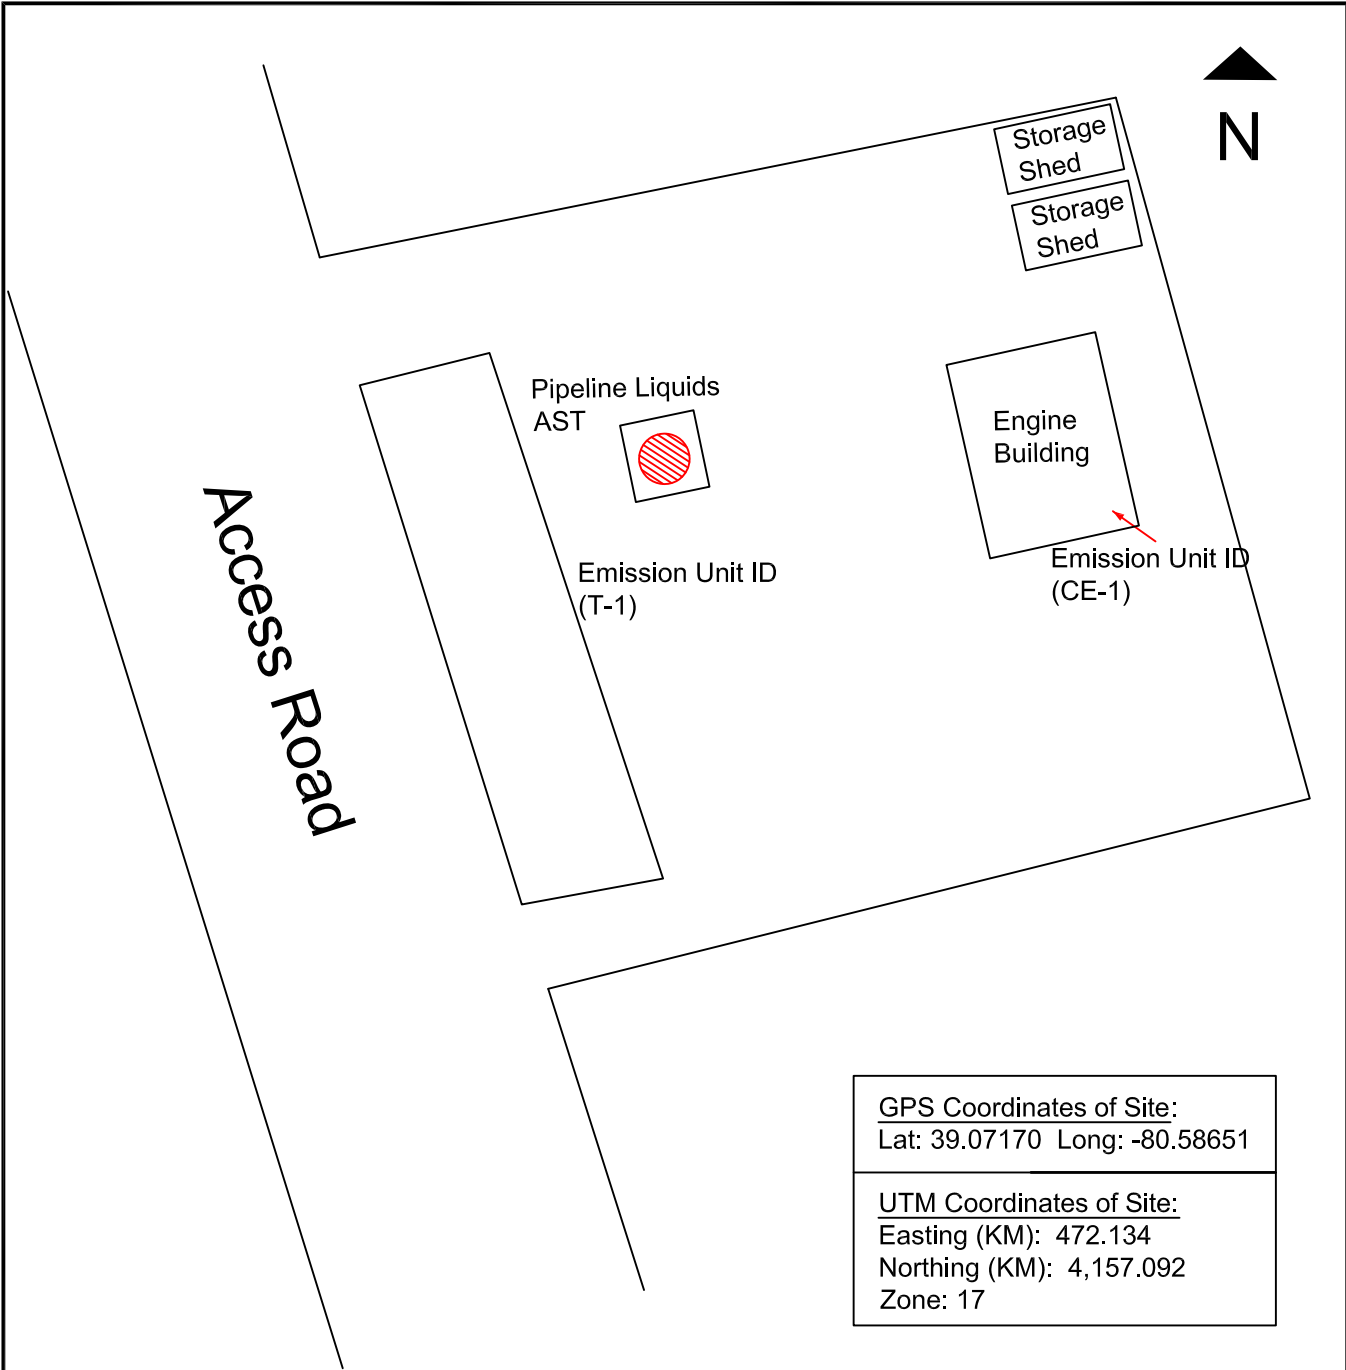 N
Storage
Shed
Storage
Shed
Pipeline Liquids
AST
Engine
Building
Access Road
Emission Unit ID
(T-1)
Emission Unit ID
(CE-1)
GPS Coordinates of Site:
Lat: 39.07170 Long: -80.58651
UTM Coordinates of Site:
Easting (KM): 472.134
Northing (KM): 4,157.092
Zone: 17